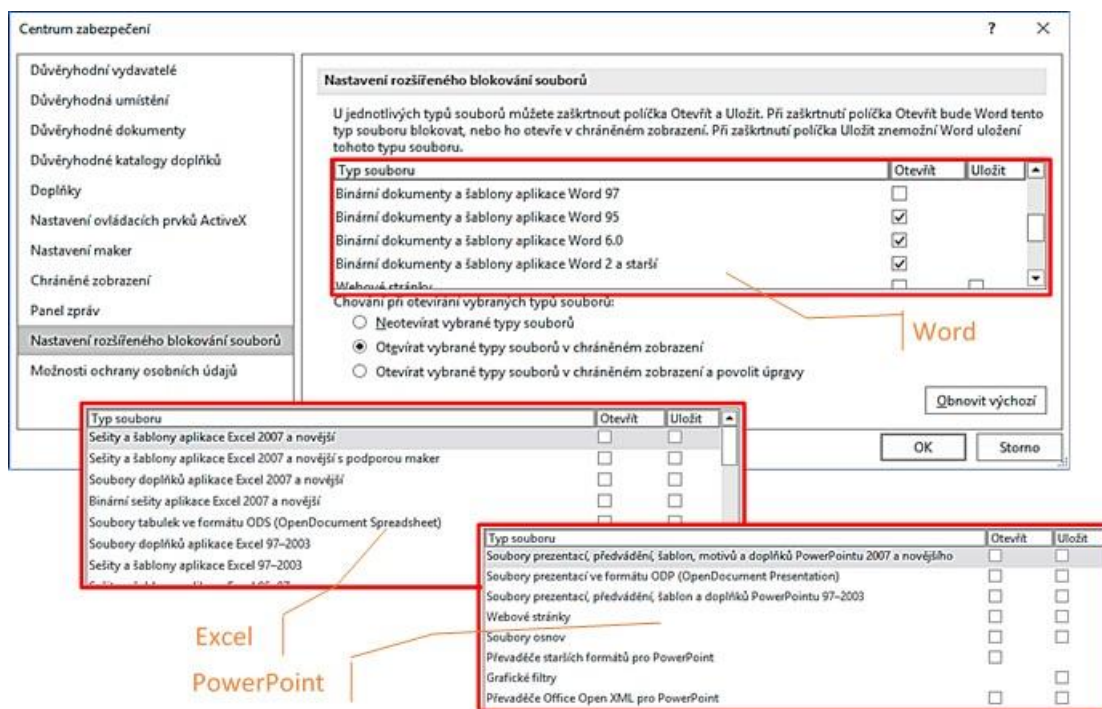 Centrum zabezpečení
Důvěryhodní vydavatelé
Důvěryhodná umístění
Důvěryhodné dokumenty
Důvěryhodné katalogy doplňků
Doplňky
Nastavení ovládacích prvků ActiveX
Nastavení maker
Chráněné zobrazení
Panel zpráv
Nastavení rozšířeného blokování souborů
Možnosti ochrany osobních údajů
Nastavení rozšířeného blokování souborů
U jednotlivých typů souborů můžete zaškrtnout políčka Otevřít a Uložit. Při zaškrtnutí políčka Otevřít bude Word tento
typ souboru blokovat, nebo ho otevře v chráněném zobrazení. Při zaškrtnutí políčka Uložit znemožní Word uložení
tohoto typu souboru.
Typ souboru Otevřít Uložit
Binární dokumenty a šablony aplikace Word 97
Binární dokumenty a šablony aplikace Word 95
Binární dokumenty a šablony aplikace Word 6.0
Binární dokumenty a šablony aplikace Word 2 a starší
Webové stránky
Chování při otevírání vybraných typů souborů:
Neotevírat vybrané typy souborů
Otevírat vybrané typy souborů v chráněném zobrazení
Otevírat vybrané typy souborů v chráněném zobrazení a povolit úpravy
Word
Obnovit výchozí
OK Storno
Typ souboru Otevřít Uložit
Sešity a šablony aplikace Excel 2007 a novější
Sešity a šablony aplikace Excel 2007 a novější s podporou maker
Soubory doplňků aplikace Excel 2007 a novější
Binární sešity aplikace Excel 2007 a novější
Soubory tabulek ve formátu ODS (OpenDocument Spreadsheet)
Soubory doplňků aplikace Excel 97–2003
Sešity a šablony aplikace Excel 97–2003
Excel
Typ souboru Otevřít Uložit
Soubory prezentací, předvádění, šablon, motivů a doplňků PowerPointu 2007 a novějšího
Soubory prezentací ve formátu ODP (OpenDocument Presentation)
Soubory prezentací, předvádění, šablon a doplňků PowerPointu 97–2003
Webové stránky
Soubory osnov
Převaděče starších formátů pro PowerPoint
Grafické filtry
Převaděče Office Open XML pro PowerPoint
PowerPoint